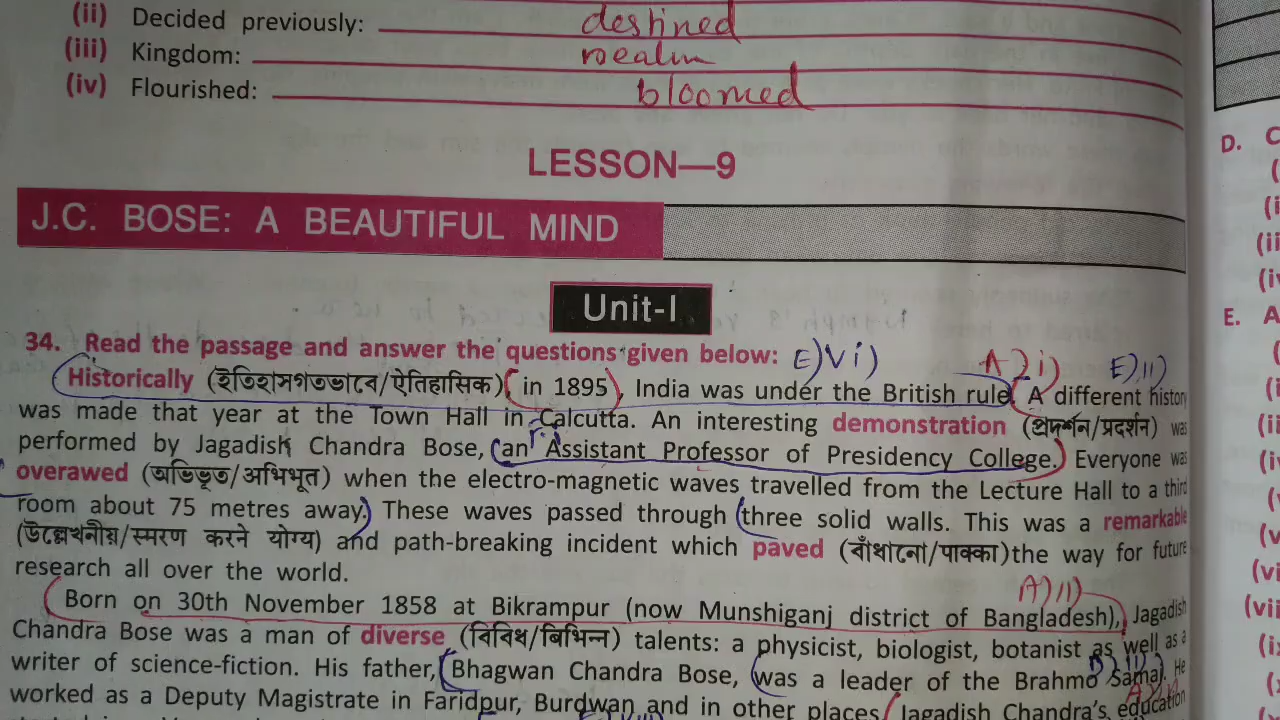 (ii) Decided previously: destined
(iii) Kingdom: realm
(iv) Flourished: bloomed
LESSON—9
J.C. BOSE: A BEAUTIFUL MIND
Unit-I
34. Read the passage and answer the questions given below: E) vi)
A) i) E) ii)
Historically (ইতিহাসগতভাবে/ऐतिहासिक), in 1895, India was under the British rule. A different history
was made that year at the Town Hall in Calcutta. An interesting demonstration (প্রদর্শন/प्रदर्शन) was
performed by Jagadish Chandra Bose, an Assistant Professor of Presidency College. Everyone was
overawed (অভিভূত/अभिभूत) when the electro-magnetic waves travelled from the Lecture Hall to a third
room about 75 metres away. These waves passed through three solid walls. This was a remarkable
(উল্লেখনীয়/स्मरण करने योग्य) and path-breaking incident which paved (বাঁধানো/पाक्का)the way for future
research all over the world.
A) ii)
Born on 30th November 1858 at Bikrampur (now Munshiganj district of Bangladesh), Jagadish
Chandra Bose was a man of diverse (বিবিধ/विभिन्न) talents: a physicist, biologist, botanist as well as a
writer of science-fiction. His father, Bhagwan Chandra Bose, was a leader of the Brahmo Samaj. He
worked as a Deputy Magistrate in Faridpur, Burdwan and in other places. Jagadish Chandra's education
D. C
(i
(ii
(iv
E. A
(i
(ii
(iv
(v
(vi
(vii
(ix
(x